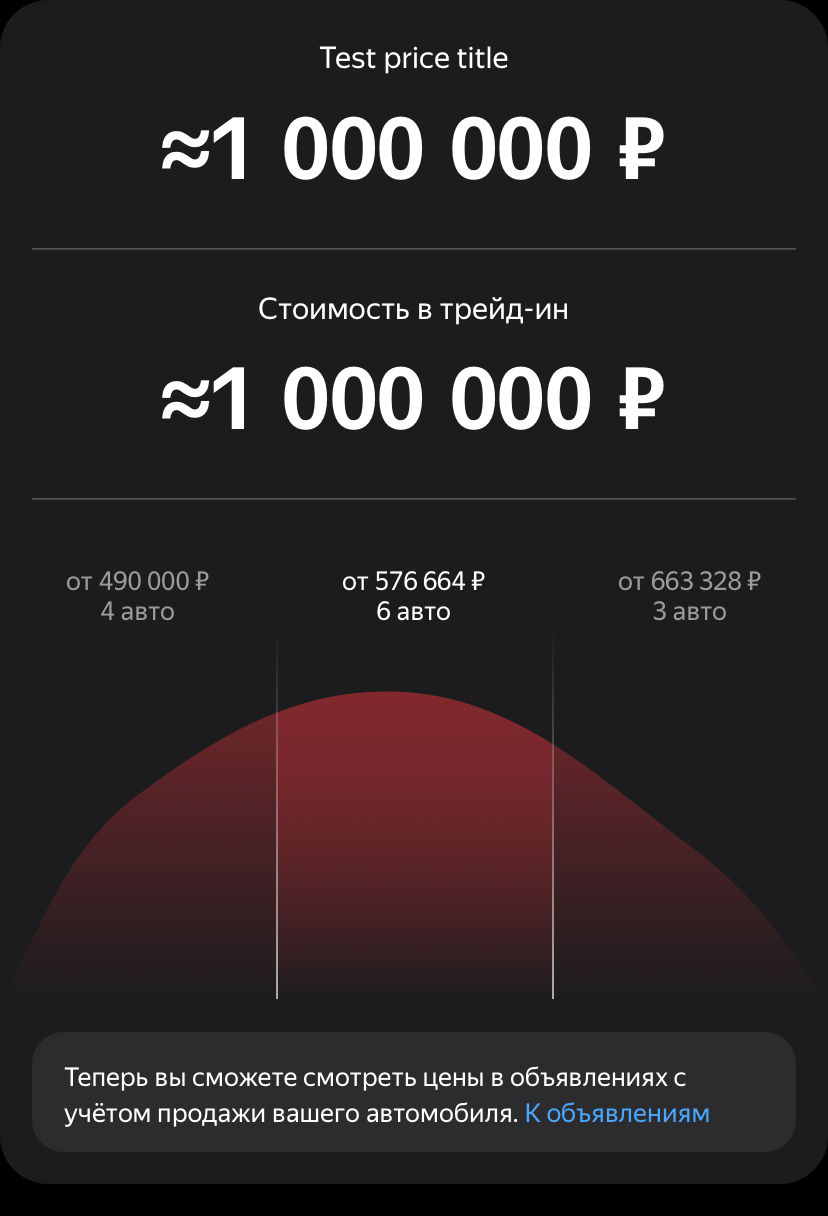 Test price title
≈1 000 000 ₽
Стоимость в трейд-ин
≈1 000 000 ₽
от 490 000 ₽
4 авто
от 576 664 ₽
6 авто
от 663 328 ₽
3 авто
Теперь вы сможете смотреть цены в объявлениях с
учётом продажи вашего автомобиля. К объявлениям